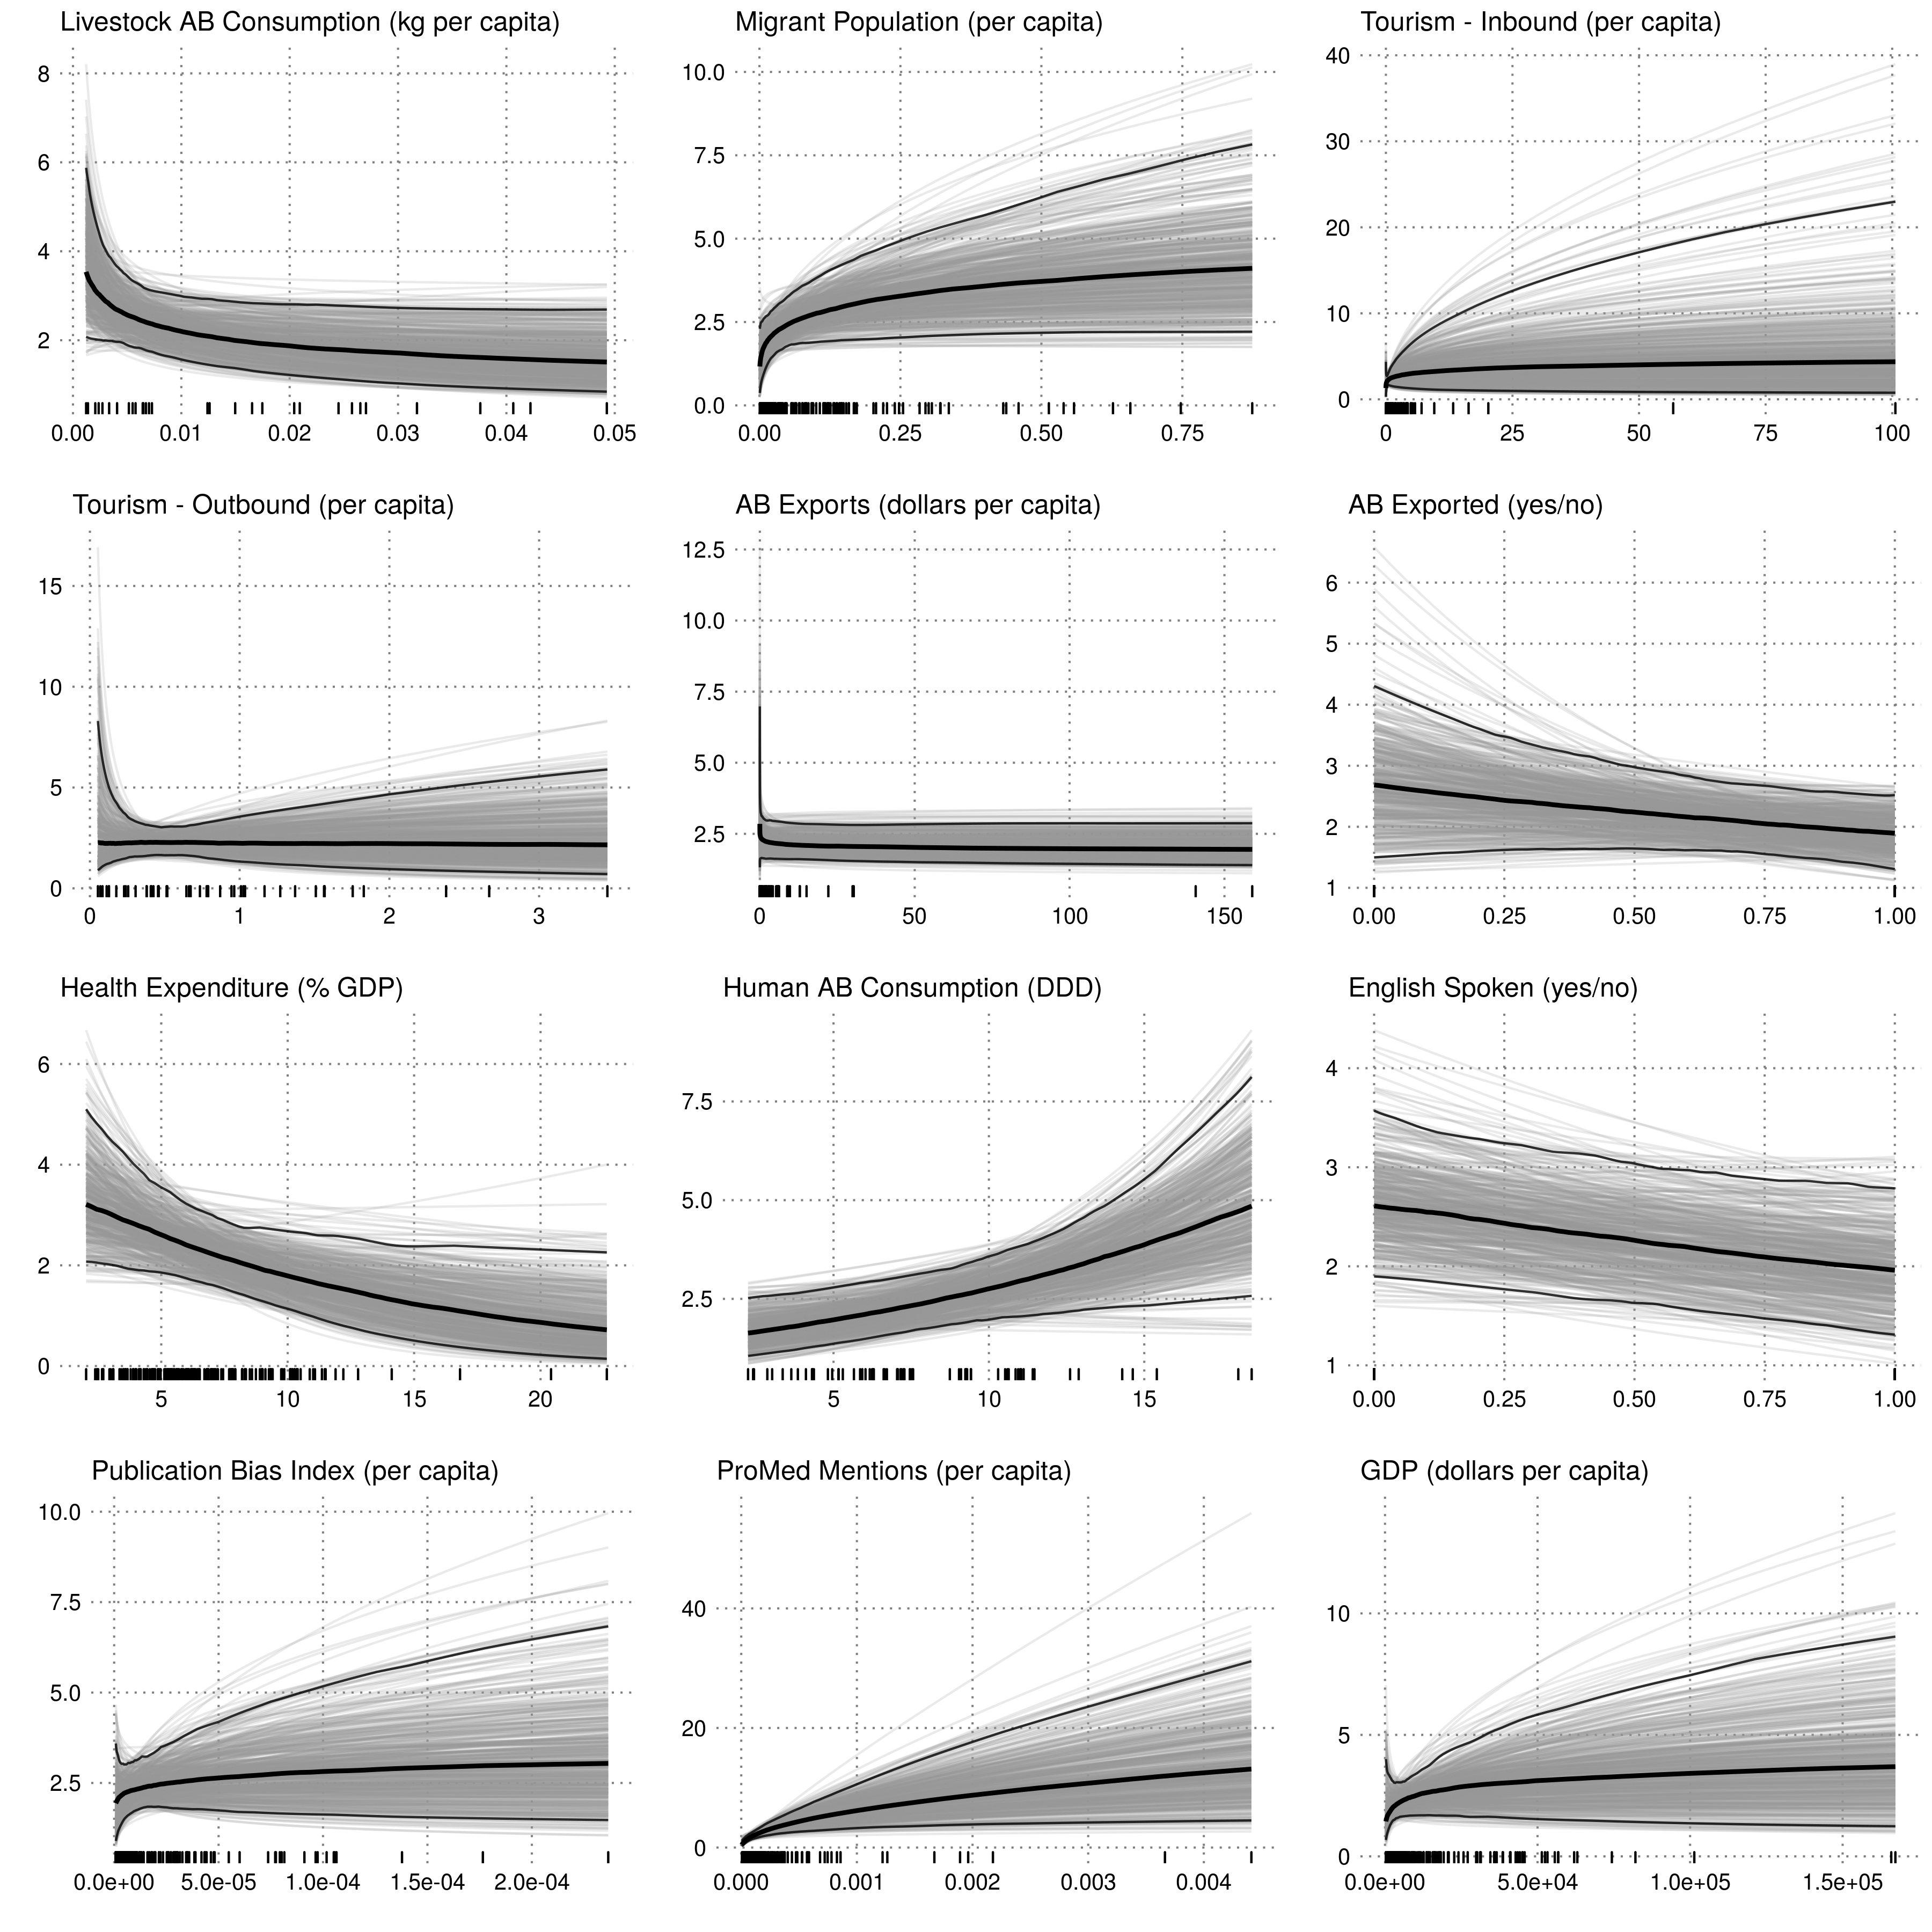 Livestock AB Consumption (kg per capita)
8
6
4
2
0.00 0.01 0.02 0.03 0.04 0.05
Migrant Population (per capita)
10.0
7.5
5.0
2.5
0.0
0.00 0.25 0.50 0.75
Tourism - Inbound (per capita)
40
30
20
10
0
0 25 50 75 100
Tourism - Outbound (per capita)
15
10
5
0
0 1 2 3
AB Exports (dollars per capita)
12.5
10.0
7.5
5.0
2.5
0 50 100 150
AB Exported (yes/no)
6
5
4
3
2
1
0.00 0.25 0.50 0.75 1.00
Health Expenditure (% GDP)
6
4
2
0
5 10 15 20
Human AB Consumption (DDD)
7.5
5.0
2.5
5 10 15
English Spoken (yes/no)
4
3
2
1
0.00 0.25 0.50 0.75 1.00
Publication Bias Index (per capita)
10.0
7.5
5.0
2.5
0.0e+00 5.0e-05 1.0e-04 1.5e-04 2.0e-04
ProMed Mentions (per capita)
40
20
0
0.000 0.001 0.002 0.003 0.004
GDP (dollars per capita)
10
5
0
0.0e+00 5.0e+04 1.0e+05 1.5e+05